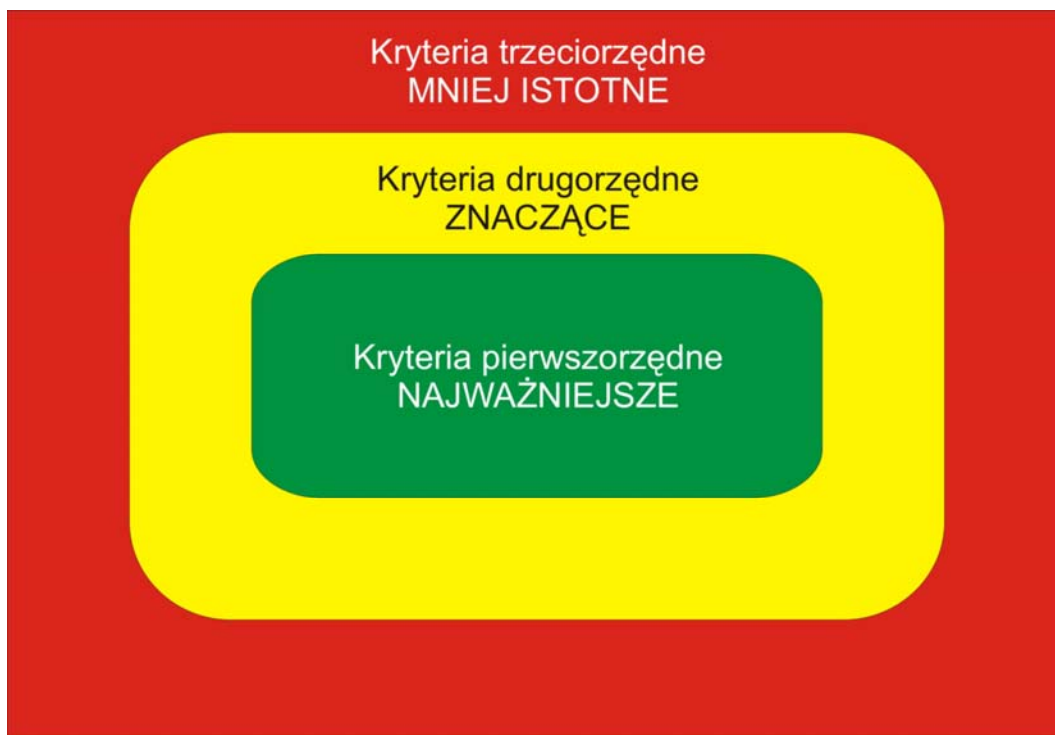 Kryteria trzeciorzędne
MNIEJ ISTOTNE
Kryteria drugorzędne
ZNACZĄCE
Kryteria pierwszorzędne
NAJWAŻNIEJSZE